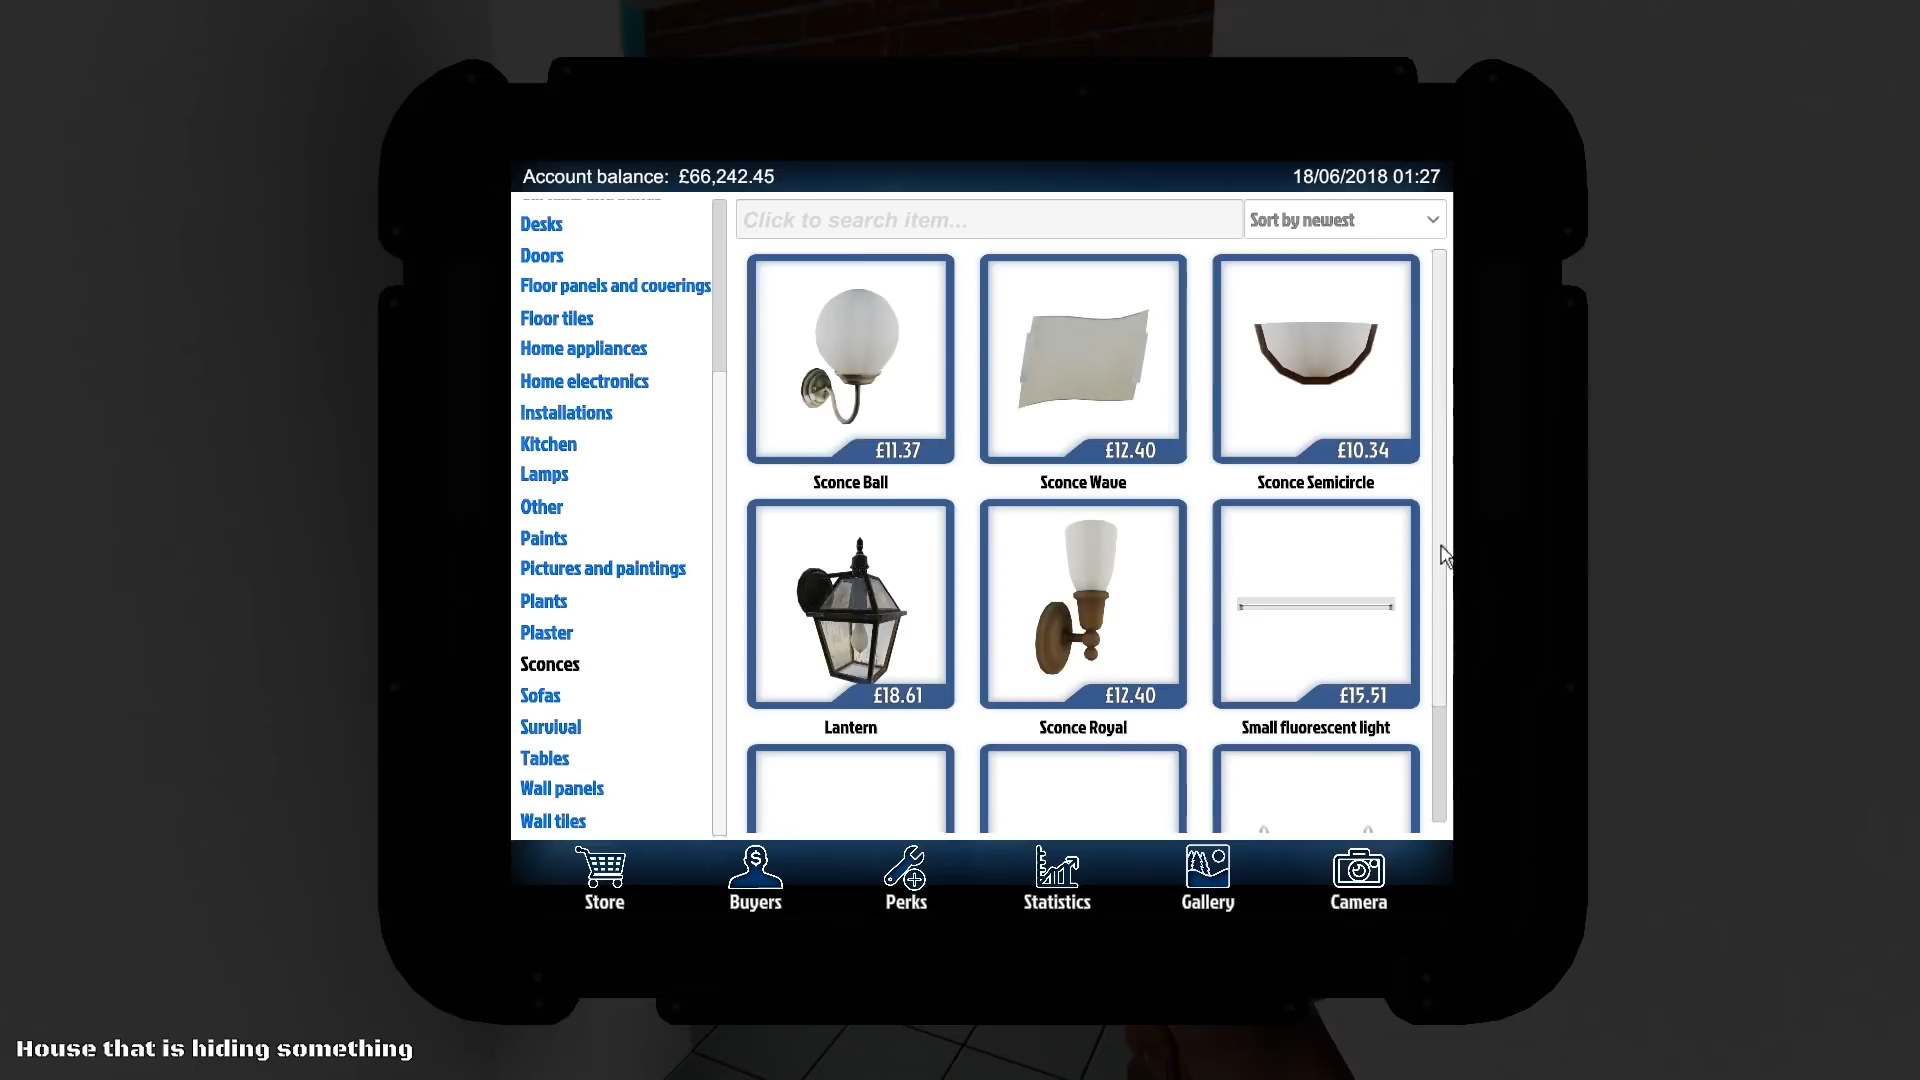 Account balance: £66,242.45
18/06/2018 01:27
Desks
Doors
Floor panels and coverings
Floor tiles
Home appliances
Home electronics
Installations
Kitchen
Lamps
Other
Paints
Pictures and paintings
Plants
Plaster
Sconces
Sofas
Survival
Tables
Wall panels
Wall tiles
Click to search item...
Sort by newest
£11.37
£12.40
£10.34
Sconce Ball
Sconce Wave
Sconce Semicircle
£18.61
£12.40
£15.51
Lantern
Sconce Royal
Small fluorescent light
Store
Buyers
Perks
Statistics
Gallery
Camera
House that is hiding something